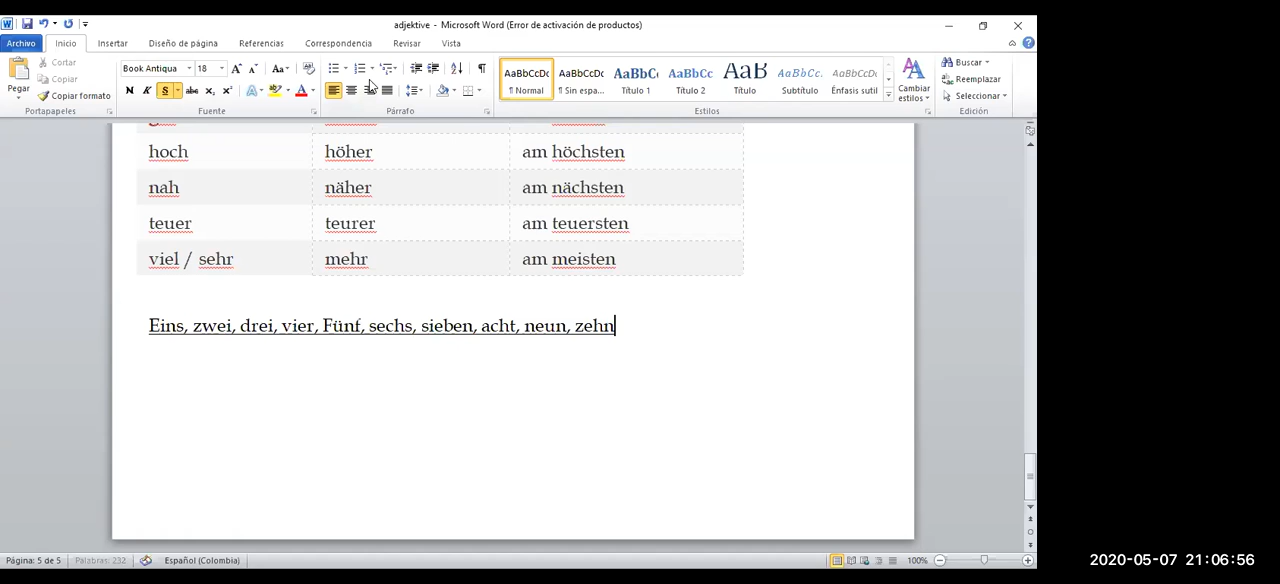 adjektive - Microsoft Word (Error de activación de productos)
Archivo Inicio Insertar Diseño de página Referencias Correspondencia Revisar Vista
Pegar
Cortar
Copiar
Copiar formato
Portapapeles
Book Antiqua 18
Fuente
Párrafo
AaBbCcDc AaBbCcDc AaBbC AaBbCc AaB AaBbCc. AaBbCcDc
¶ Normal ¶ Sin espa... Título 1 Título 2 Título Subtítulo Énfasis sutil
Cambiar estilos
Estilos
Buscar
Reemplazar
Seleccionar
Edición
hoch höher am höchsten
nah näher am nächsten
teuer teurer am teuersten
viel / sehr mehr am meisten
Eins, zwei, drei, vier, Fünf, sechs, sieben, acht, neun, zehn
Página: 5 de 5 Palabras: 232 Español (Colombia) 100%
2020-05-07 21:06:56